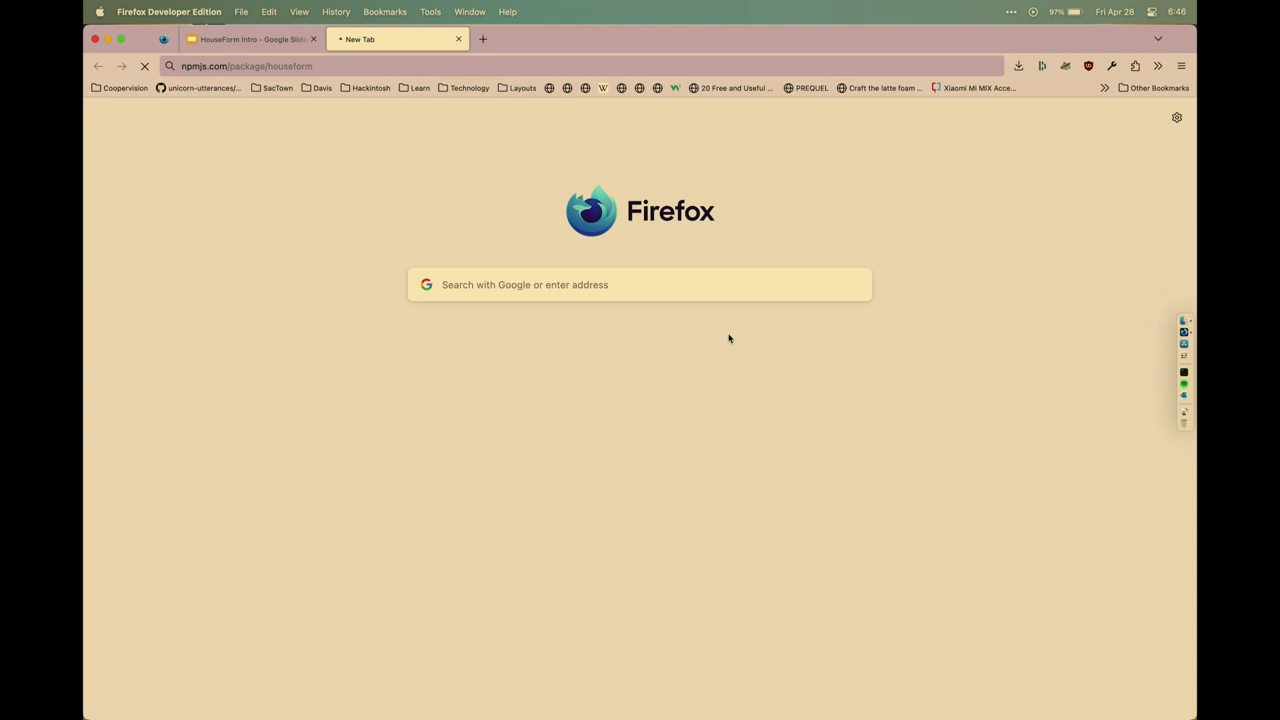 Firefox Developer Edition File Edit View History Bookmarks Tools Window Help 97% Fri Apr 28 6:46
HouseForm Intro - Google Slide New Tab
npmjs.com/package/houseform
Coopervision unicorn-utterances/... SacTown Davis Hackintosh Learn Technology Layouts W 20 Free and Useful ... PREQUEL Craft the latte foam ... Xiaomi Mi MIX Acce... Other Bookmarks
Firefox
Search with Google or enter address